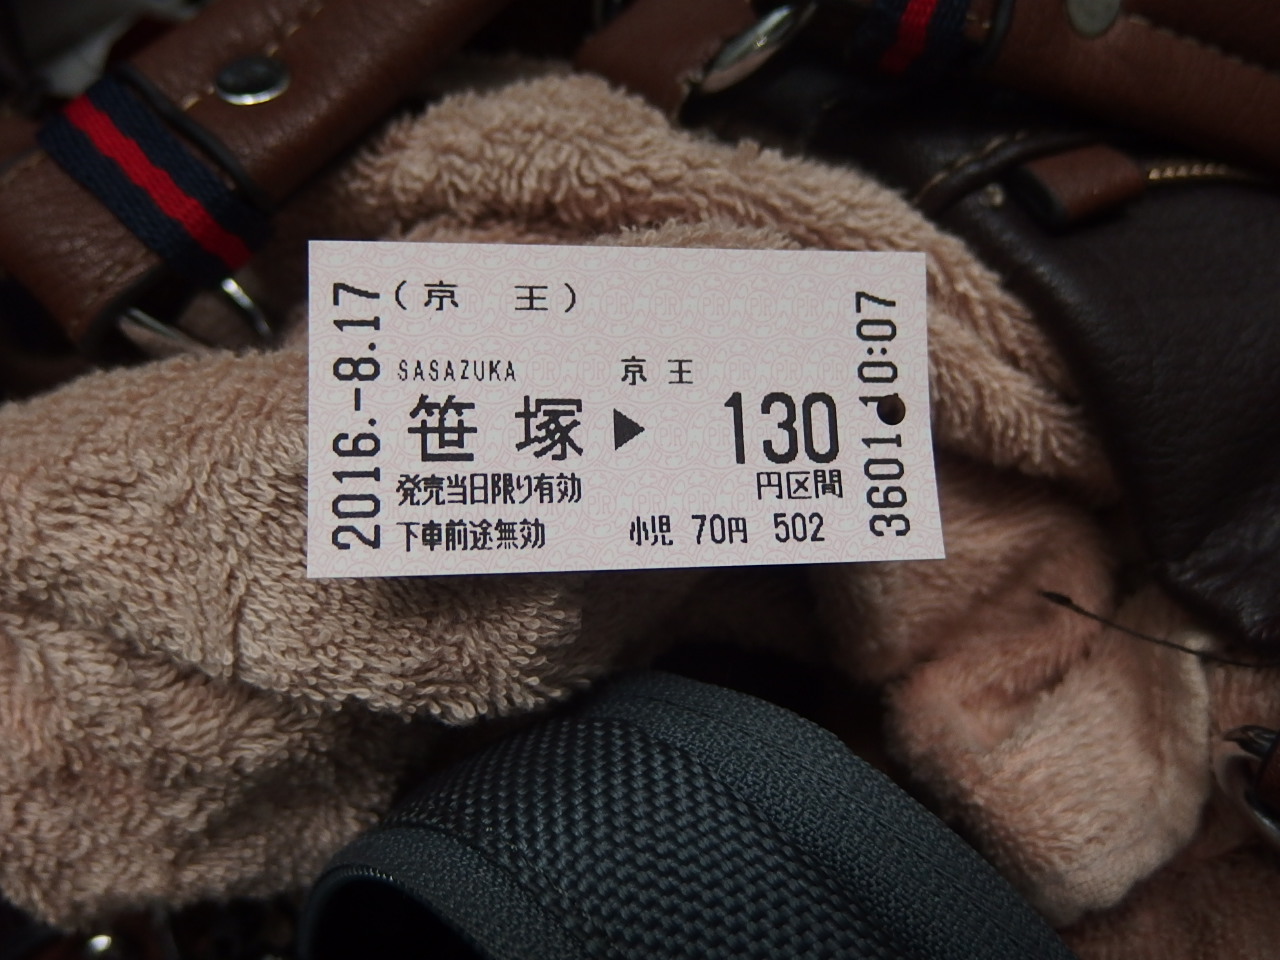 2016.-8.17
(京 王)
SASAZUKA 京王
笹塚▶130
発売当日限り有効 円区間
下車前途無効 小児 70円 502
3601 10:07